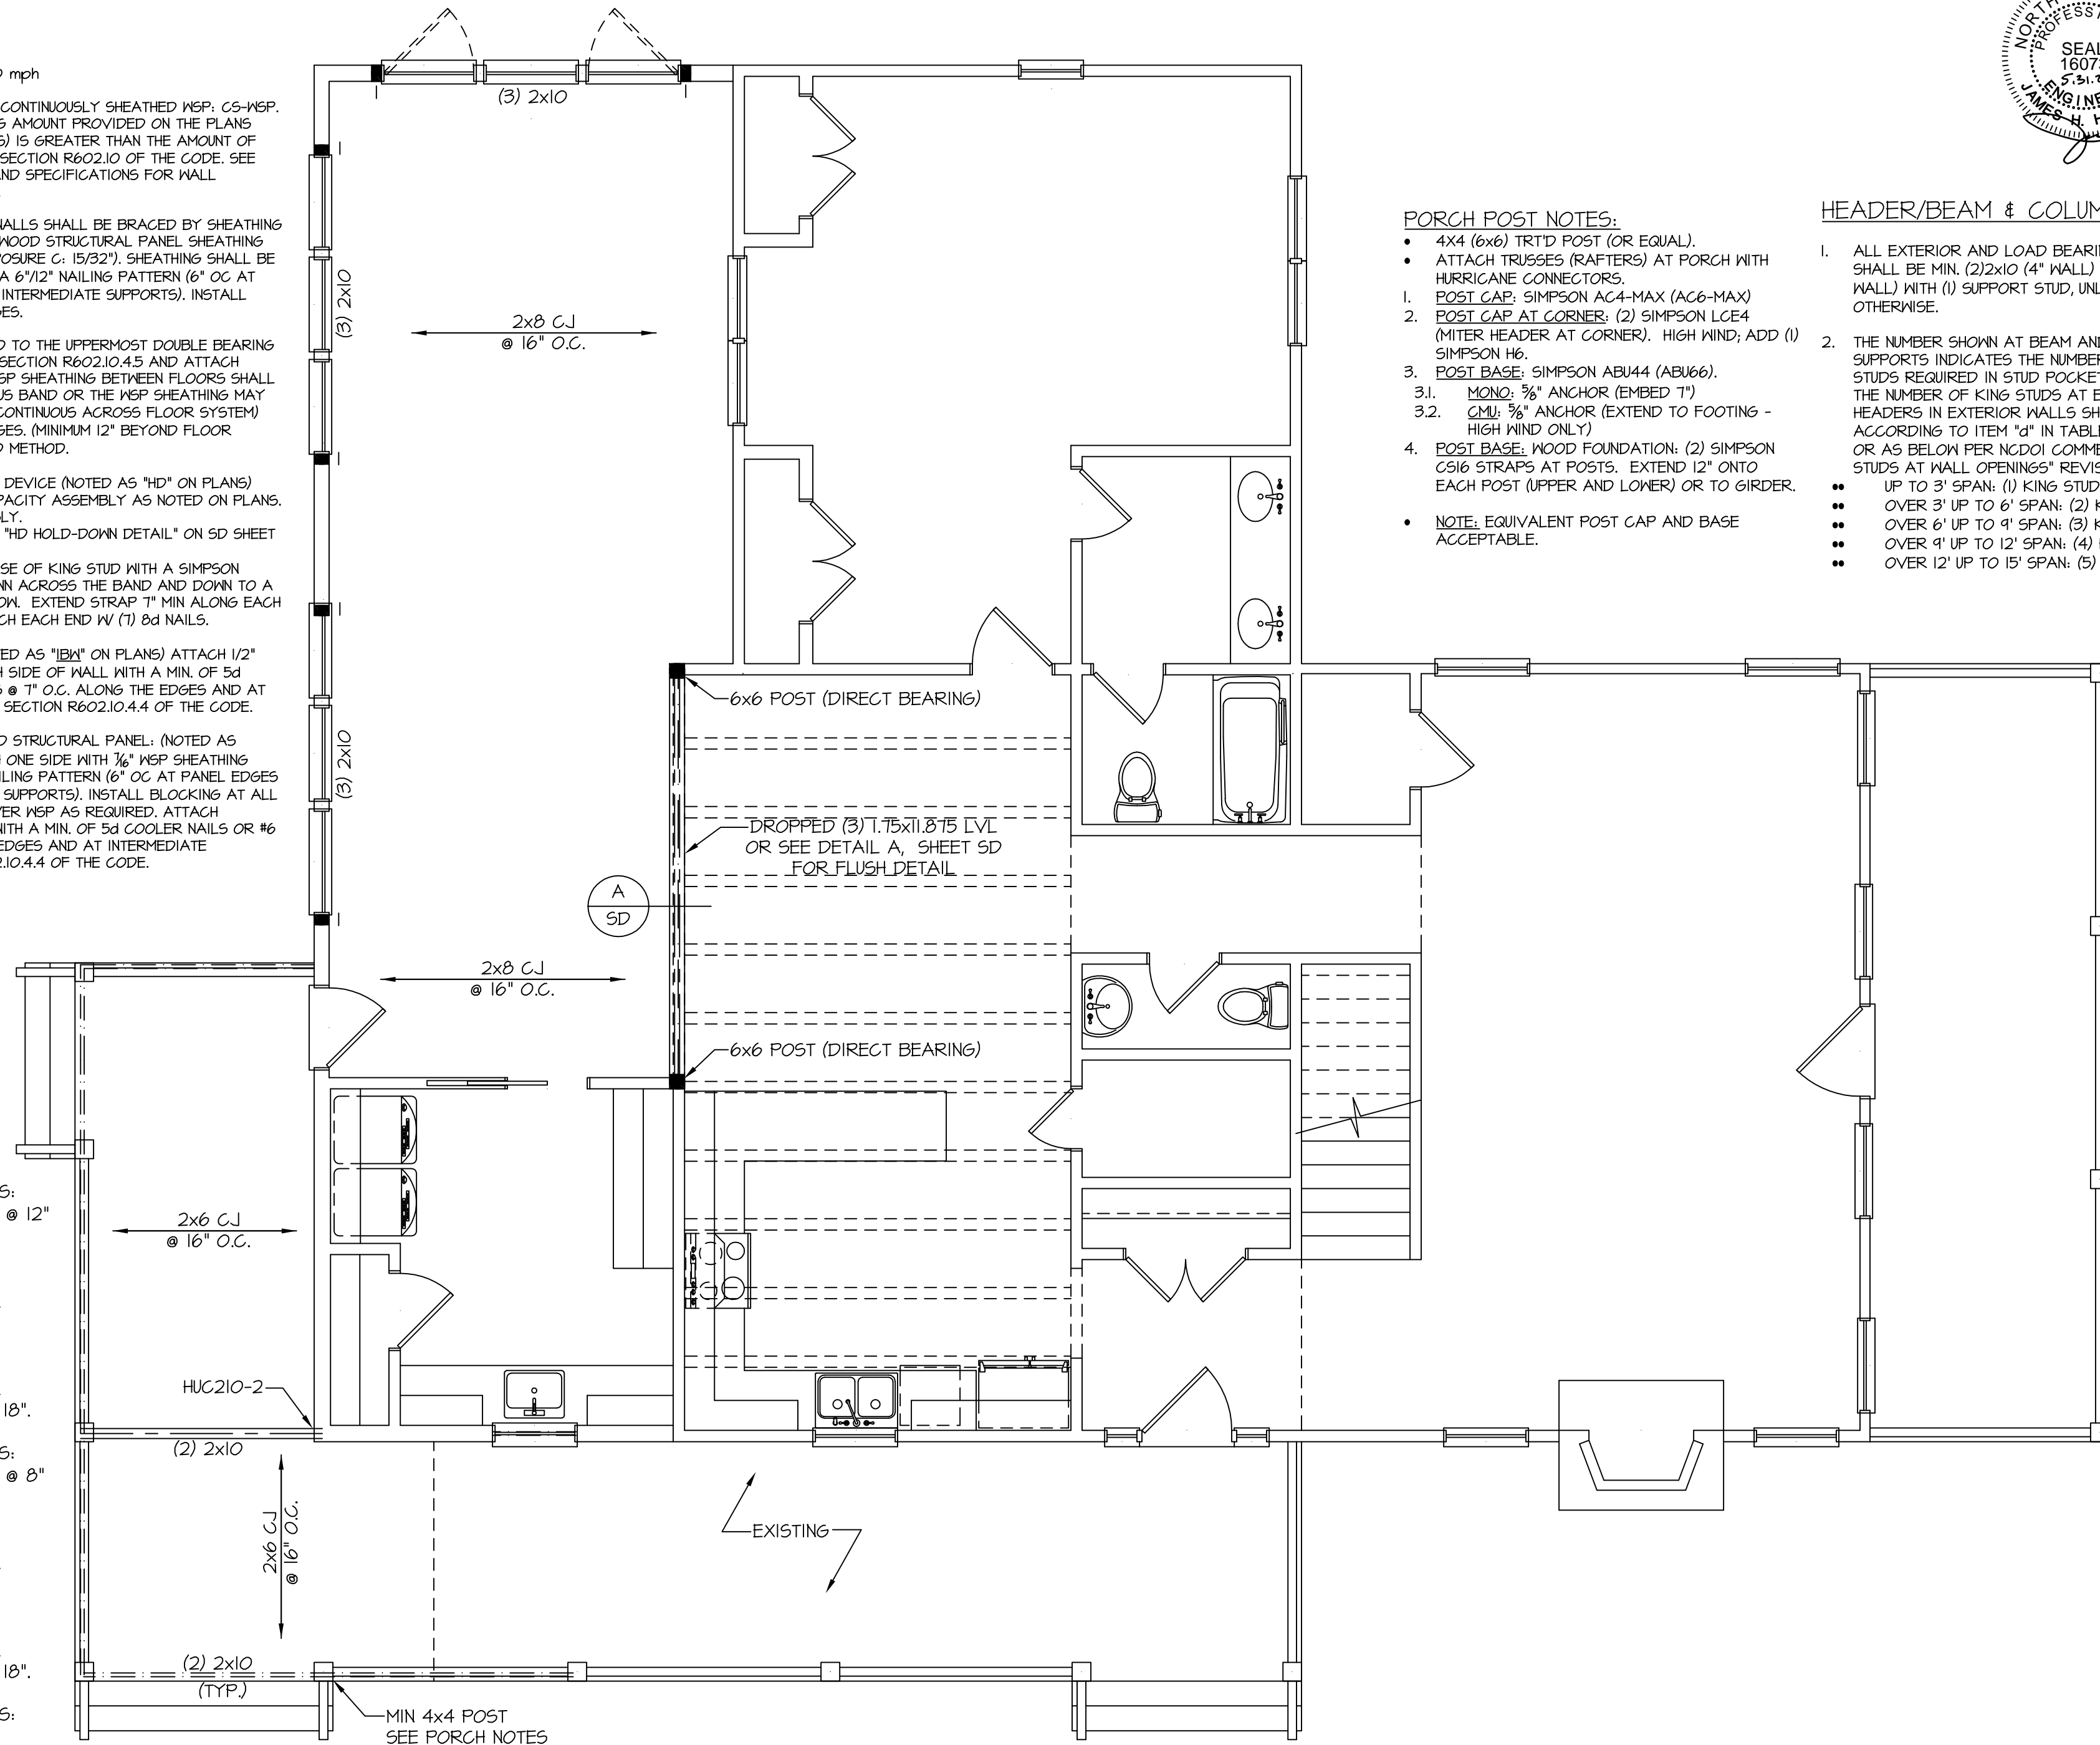 mph
CONTINUOUSLY SHEATHED WSP: CS-WSP.
AMOUNT PROVIDED ON THE PLANS
IS GREATER THAN THE AMOUNT OF
SECTION R602.10 OF THE CODE. SEE
AND SPECIFICATIONS FOR WALL
WALLS SHALL BE BRACED BY SHEATHING
WOOD STRUCTURAL PANEL SHEATHING
C: 15/32"). SHEATHING SHALL BE
A 6"/12" NAILING PATTERN (6" OC AT
INTERMEDIATE SUPPORTS). INSTALL
TO THE UPPERMOST DOUBLE BEARING
SECTION R602.10.4.5 AND ATTACH
SHEATHING BETWEEN FLOORS SHALL
BAND OR THE WSP SHEATHING MAY
CONTINUOUS ACROSS FLOOR SYSTEM)
(MINIMUM 12" BEYOND FLOOR
METHOD.
DEVICE (NOTED AS "HD" ON PLANS)
ASSEMBLY AS NOTED ON PLANS.
"HD HOLD-DOWN DETAIL" ON SD SHEET
OF KING STUD WITH A SIMPSON
ACROSS THE BAND AND DOWN TO A
EXTEND STRAP 7" MIN ALONG EACH
EACH END W/ (7) 8d NAILS.
AS "IBW" ON PLANS) ATTACH 1/2"
SIDE OF WALL WITH A MIN. OF 5d
@ 7" O.C. ALONG THE EDGES AND AT
SECTION R602.10.4.4 OF THE CODE.
STRUCTURAL PANEL: (NOTED AS
ONE SIDE WITH 7/16" WSP SHEATHING
PATTERN (6" OC AT PANEL EDGES
SUPPORTS). INSTALL BLOCKING AT ALL
WSP AS REQUIRED. ATTACH
WITH A MIN. OF 5d COOLER NAILS OR #6
EDGES AND AT INTERMEDIATE
OF THE CODE.
S:
@ 12"
18".
S:
@ 8"
18".
S:
(3) 2x10
(3) 2x10
(3) 2x10
2x8 CJ
@ 16" O.C.
6x6 POST (DIRECT BEARING)
DROPPED (3) 1.75x11.875 LVL
OR SEE DETAIL A, SHEET SD
FOR FLUSH DETAIL
A
SD
2x8 CJ
@ 16" O.C.
6x6 POST (DIRECT BEARING)
2x6 CJ
@ 16" O.C.
HUC210-2
(2) 2x10
2x6 CJ
@ 16" O.C.
EXISTING
(2) 2x10
(TYP.)
MIN 4x4 POST
SEE PORCH NOTES
PORCH POST NOTES:
• 4X4 (6x6) TRT'D POST (OR EQUAL).
• ATTACH TRUSSES (RAFTERS) AT PORCH WITH
HURRICANE CONNECTORS.
1. POST CAP: SIMPSON AC4-MAX (AC6-MAX)
2. POST CAP AT CORNER: (2) SIMPSON LCE4
(MITER HEADER AT CORNER). HIGH WIND; ADD (1)
SIMPSON H6.
3. POST BASE: SIMPSON ABU44 (ABU66).
3.1. MONO: 5/8" ANCHOR (EMBED 7")
3.2. CMU: 5/8" ANCHOR (EXTEND TO FOOTING -
HIGH WIND ONLY)
4. POST BASE: WOOD FOUNDATION: (2) SIMPSON
CS16 STRAPS AT POSTS. EXTEND 12" ONTO
EACH POST (UPPER AND LOWER) OR TO GIRDER.
• NOTE: EQUIVALENT POST CAP AND BASE
ACCEPTABLE.
NORTH
PROFESS
SEAL
1607
5.31.2
ENGINE
JAMES H. H
HEADER/BEAM & COLUM
1. ALL EXTERIOR AND LOAD BEARI
SHALL BE MIN. (2)2x10 (4" WALL)
WALL) WITH (1) SUPPORT STUD, UNL
OTHERWISE.
2. THE NUMBER SHOWN AT BEAM AND
SUPPORTS INDICATES THE NUMBER
STUDS REQUIRED IN STUD POCKET
THE NUMBER OF KING STUDS AT E
HEADERS IN EXTERIOR WALLS SH
ACCORDING TO ITEM "d" IN TABLE
OR AS BELOW PER NCDOI COMME
STUDS AT WALL OPENINGS" REVIS
•• UP TO 3' SPAN: (1) KING STUD
•• OVER 3' UP TO 6' SPAN: (2) K
•• OVER 6' UP TO 9' SPAN: (3) K
•• OVER 9' UP TO 12' SPAN: (4)
•• OVER 12' UP TO 15' SPAN: (5)